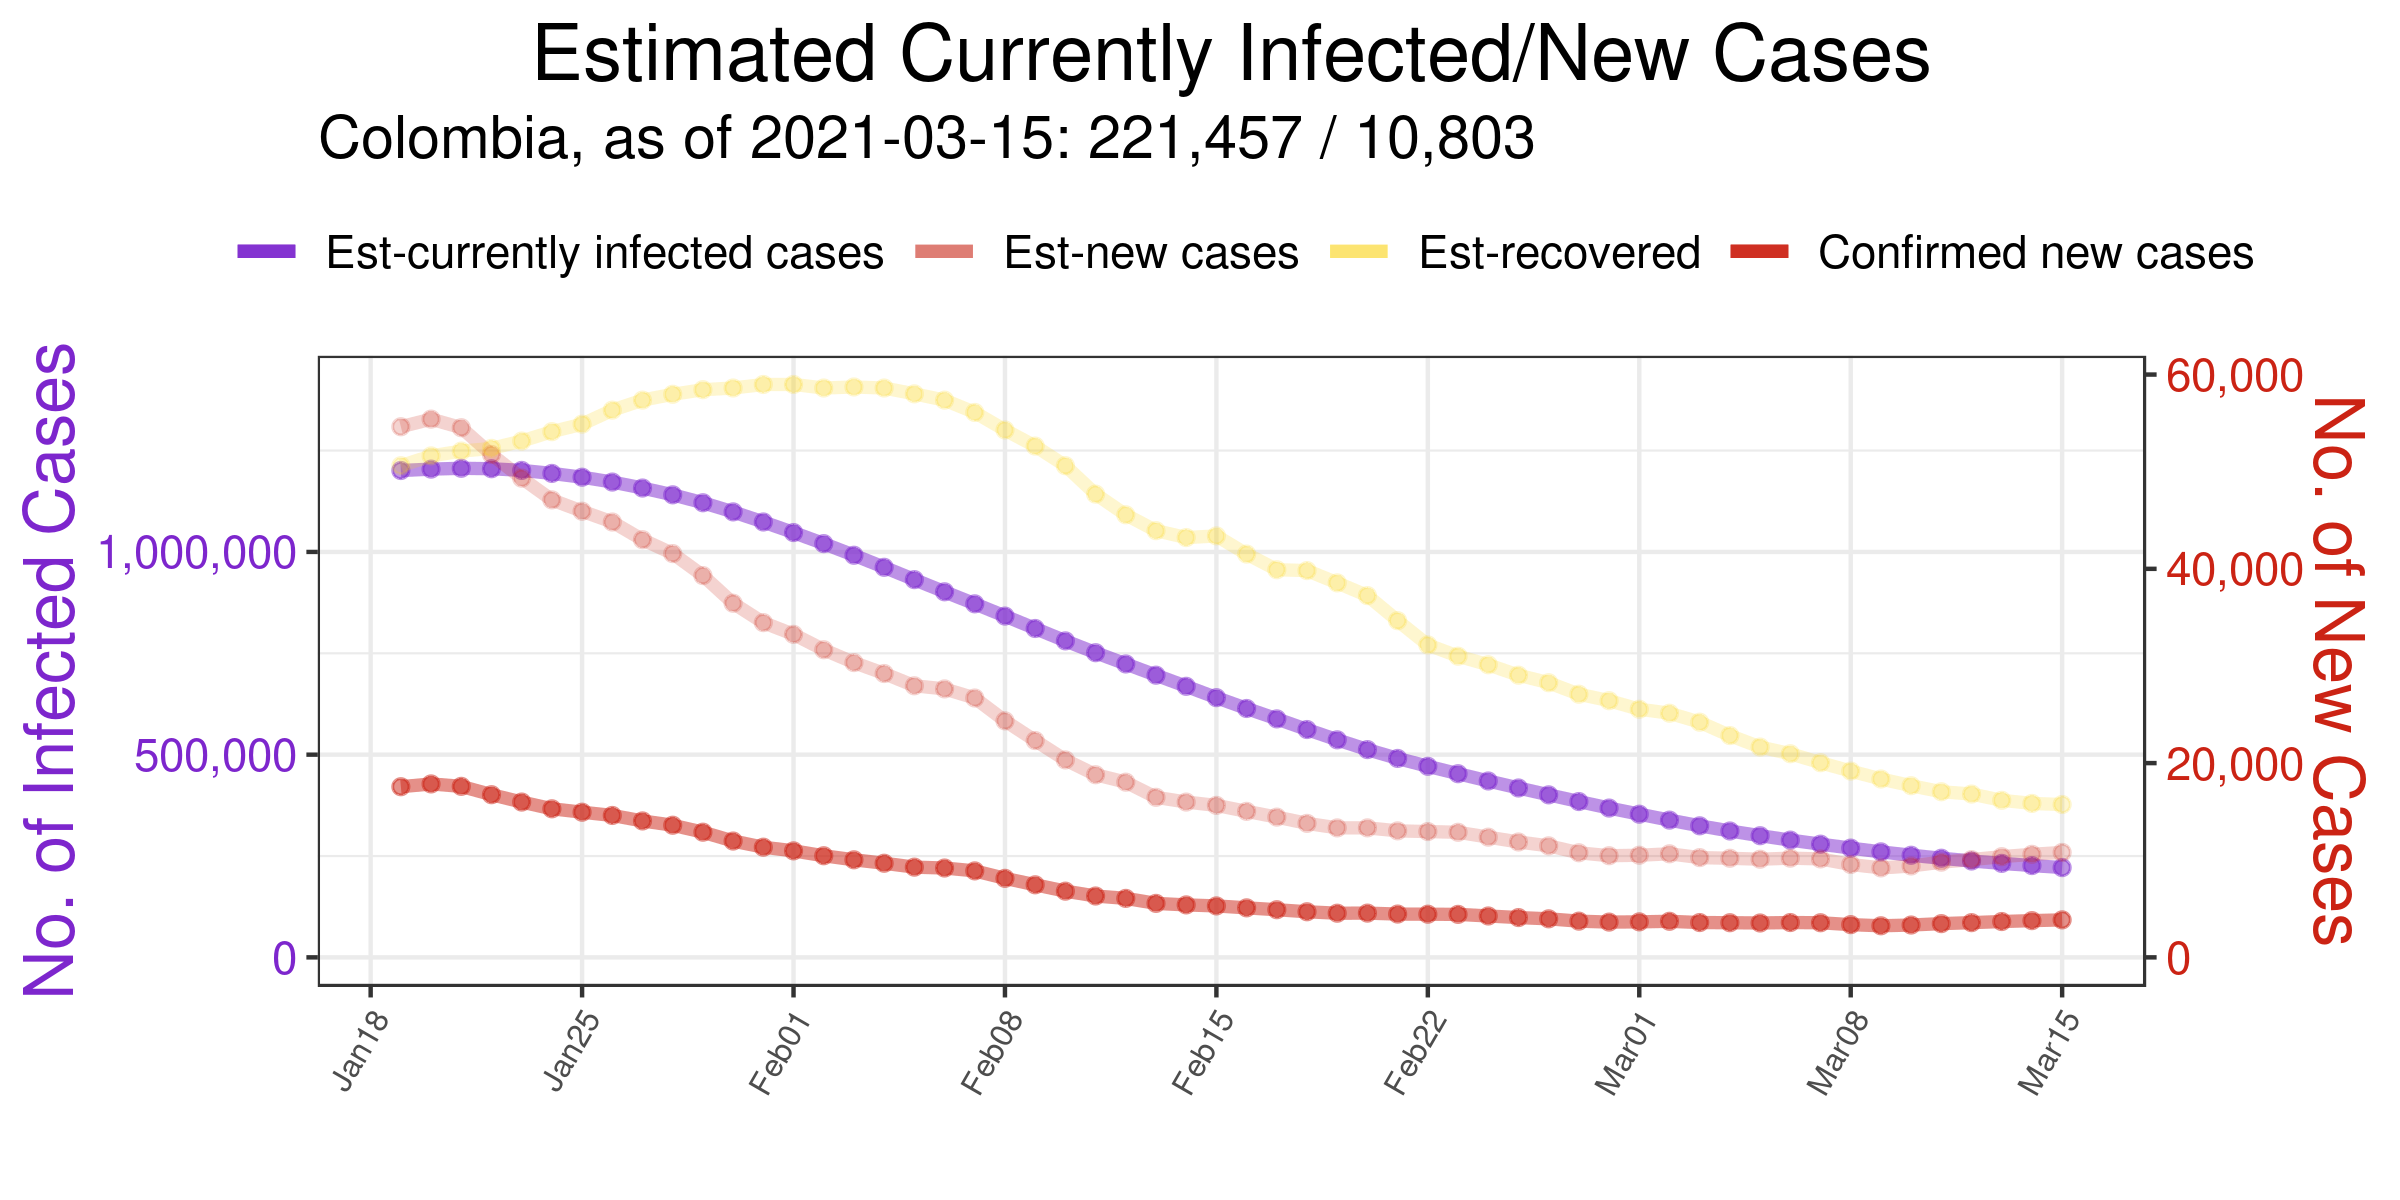 Estimated Currently Infected/New Cases
Colombia, as of 2021-03-15: 221,457 / 10,803
Est-currently infected cases Est-new cases Est-recovered Confirmed new cases
No. of Infected Cases
1,000,000
500,000
0
60,000
40,000
20,000
0
No. of New Cases
Jan18 Jan25 Feb01 Feb08 Feb15 Feb22 Mar01 Mar08 Mar15